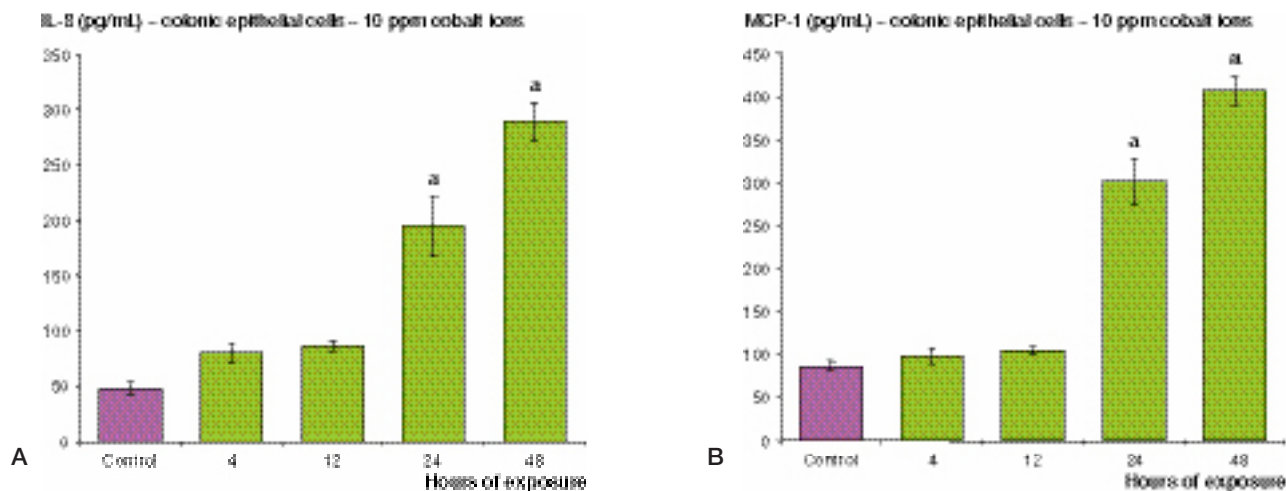 IL-8 (pg/mL) – colonic epithelial cells – 10 ppm cobalt ions
350
300
250
200
150
100
50
0
a
a
Control 4 12 24 48
Hours of exposure
A
MCP-1 (pg/mL) – colonic epithelial cells – 10 ppm cobalt ions
450
400
350
300
250
200
150
100
50
0
a
a
Control 4 12 24 48
Hours of exposure
B